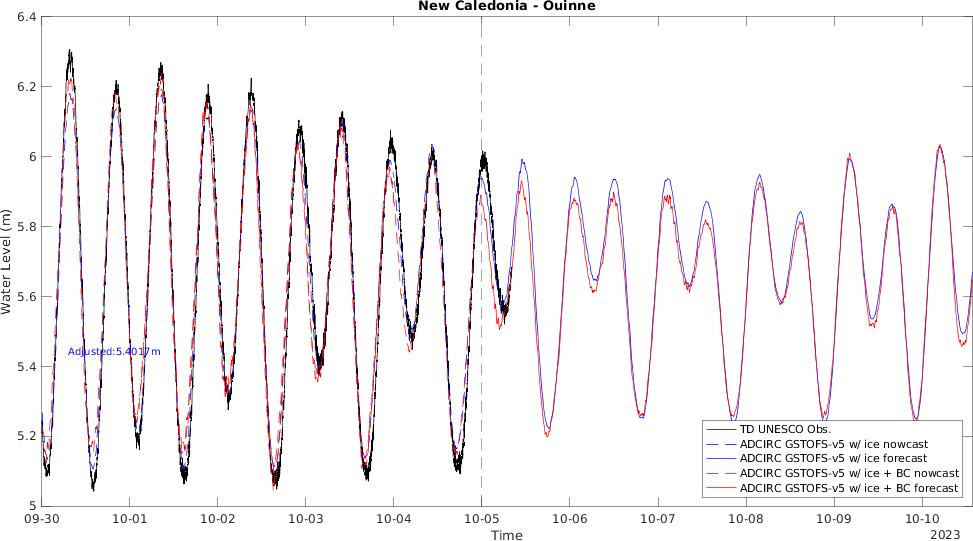 New Caledonia - Ouinne
6.4
6.2
6
5.8
5.6
5.4
5.2
5
Water Level (m)
Adjusted:5.4017m
TD UNESCO Obs.
ADCIRC GSTOFS-v5 w/ ice nowcast
ADCIRC GSTOFS-v5 w/ ice forecast
ADCIRC GSTOFS-v5 w/ ice + BC nowcast
ADCIRC GSTOFS-v5 w/ ice + BC forecast
09-30 10-01 10-02 10-03 10-04 10-05 10-06 10-07 10-08 10-09 10-10
Time
2023